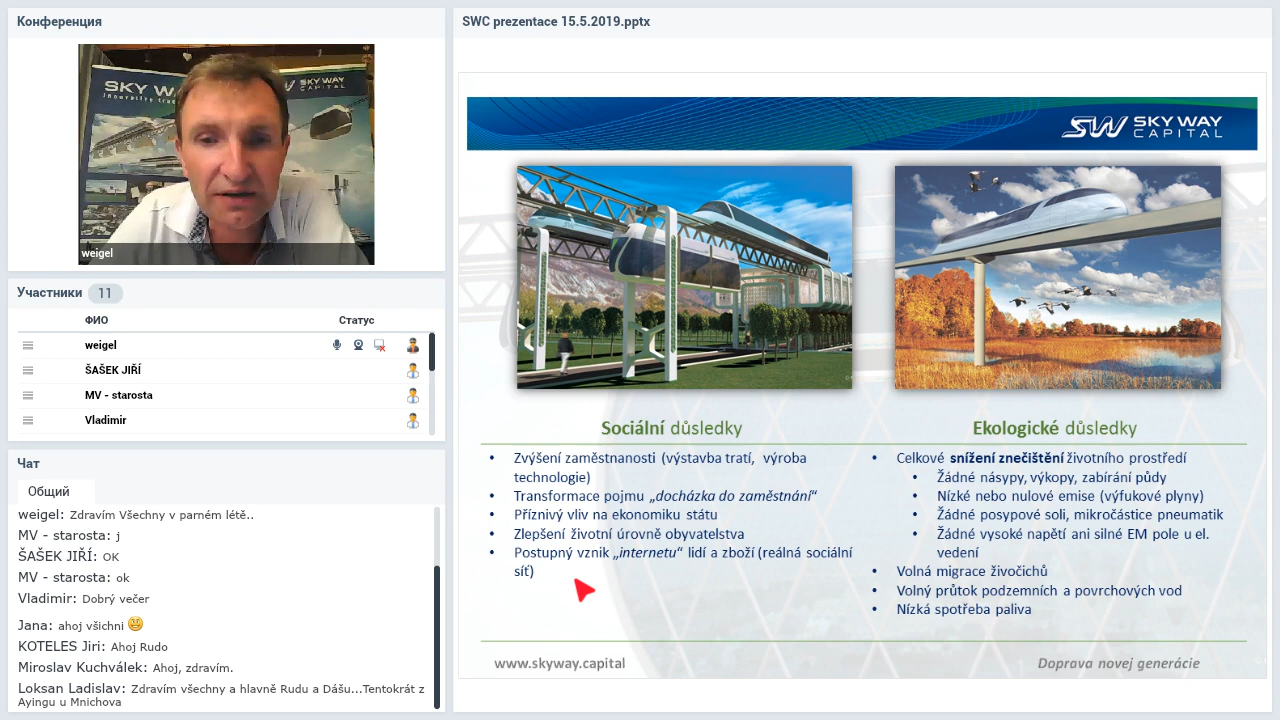 Конференция
SKY W
innovative tra
SKY WAY
CAPITAL
weigel
Участники 11
ФИО Статус
weigel
ŠAŠEK JIŘÍ
MV - starosta
Vladimir
Чат
Общий
weigel: Zdravím Všechny v parném létě..
MV - starosta: j
ŠAŠEK JIŘÍ: OK
MV - starosta: ok
Vladimir: Dobrý večer
Jana: ahoj všichni
KOTELES Jiri: Ahoj Rudo
Miroslav Kuchválek: Ahoj, zdravím.
Loksan Ladislav: Zdravím všechny a hlavně Rudu a Dášu...Tentokrát z
Ayingu u Mnichova
SWC prezentace 15.5.2019.pptx
SW SKY WAY
CAPITAL
Sociální důsledky
• Zvýšení zaměstnanosti (výstavba tratí, výroba
technologie)
• Transformace pojmu „docházka do zaměstnání“
• Příznivý vliv na ekonomiku státu
• Zlepšení životní úrovně obyvatelstva
• Postupný vznik „internetu“ lidí a zboží (reálná sociální
síť)
Ekologické důsledky
• Celkové snížení znečištění životního prostředí
• Žádné násypy, výkopy, zabírání půdy
• Nízké nebo nulové emise (výfukové plyny)
• Žádné posypové soli, mikročástice pneumatik
• Žádné vysoké napětí ani silné EM pole u el.
vedení
• Volná migrace živočichů
• Volný průtok podzemních a povrchových vod
• Nízká spotřeba paliva
www.skyway.capital
Doprava novej generácie